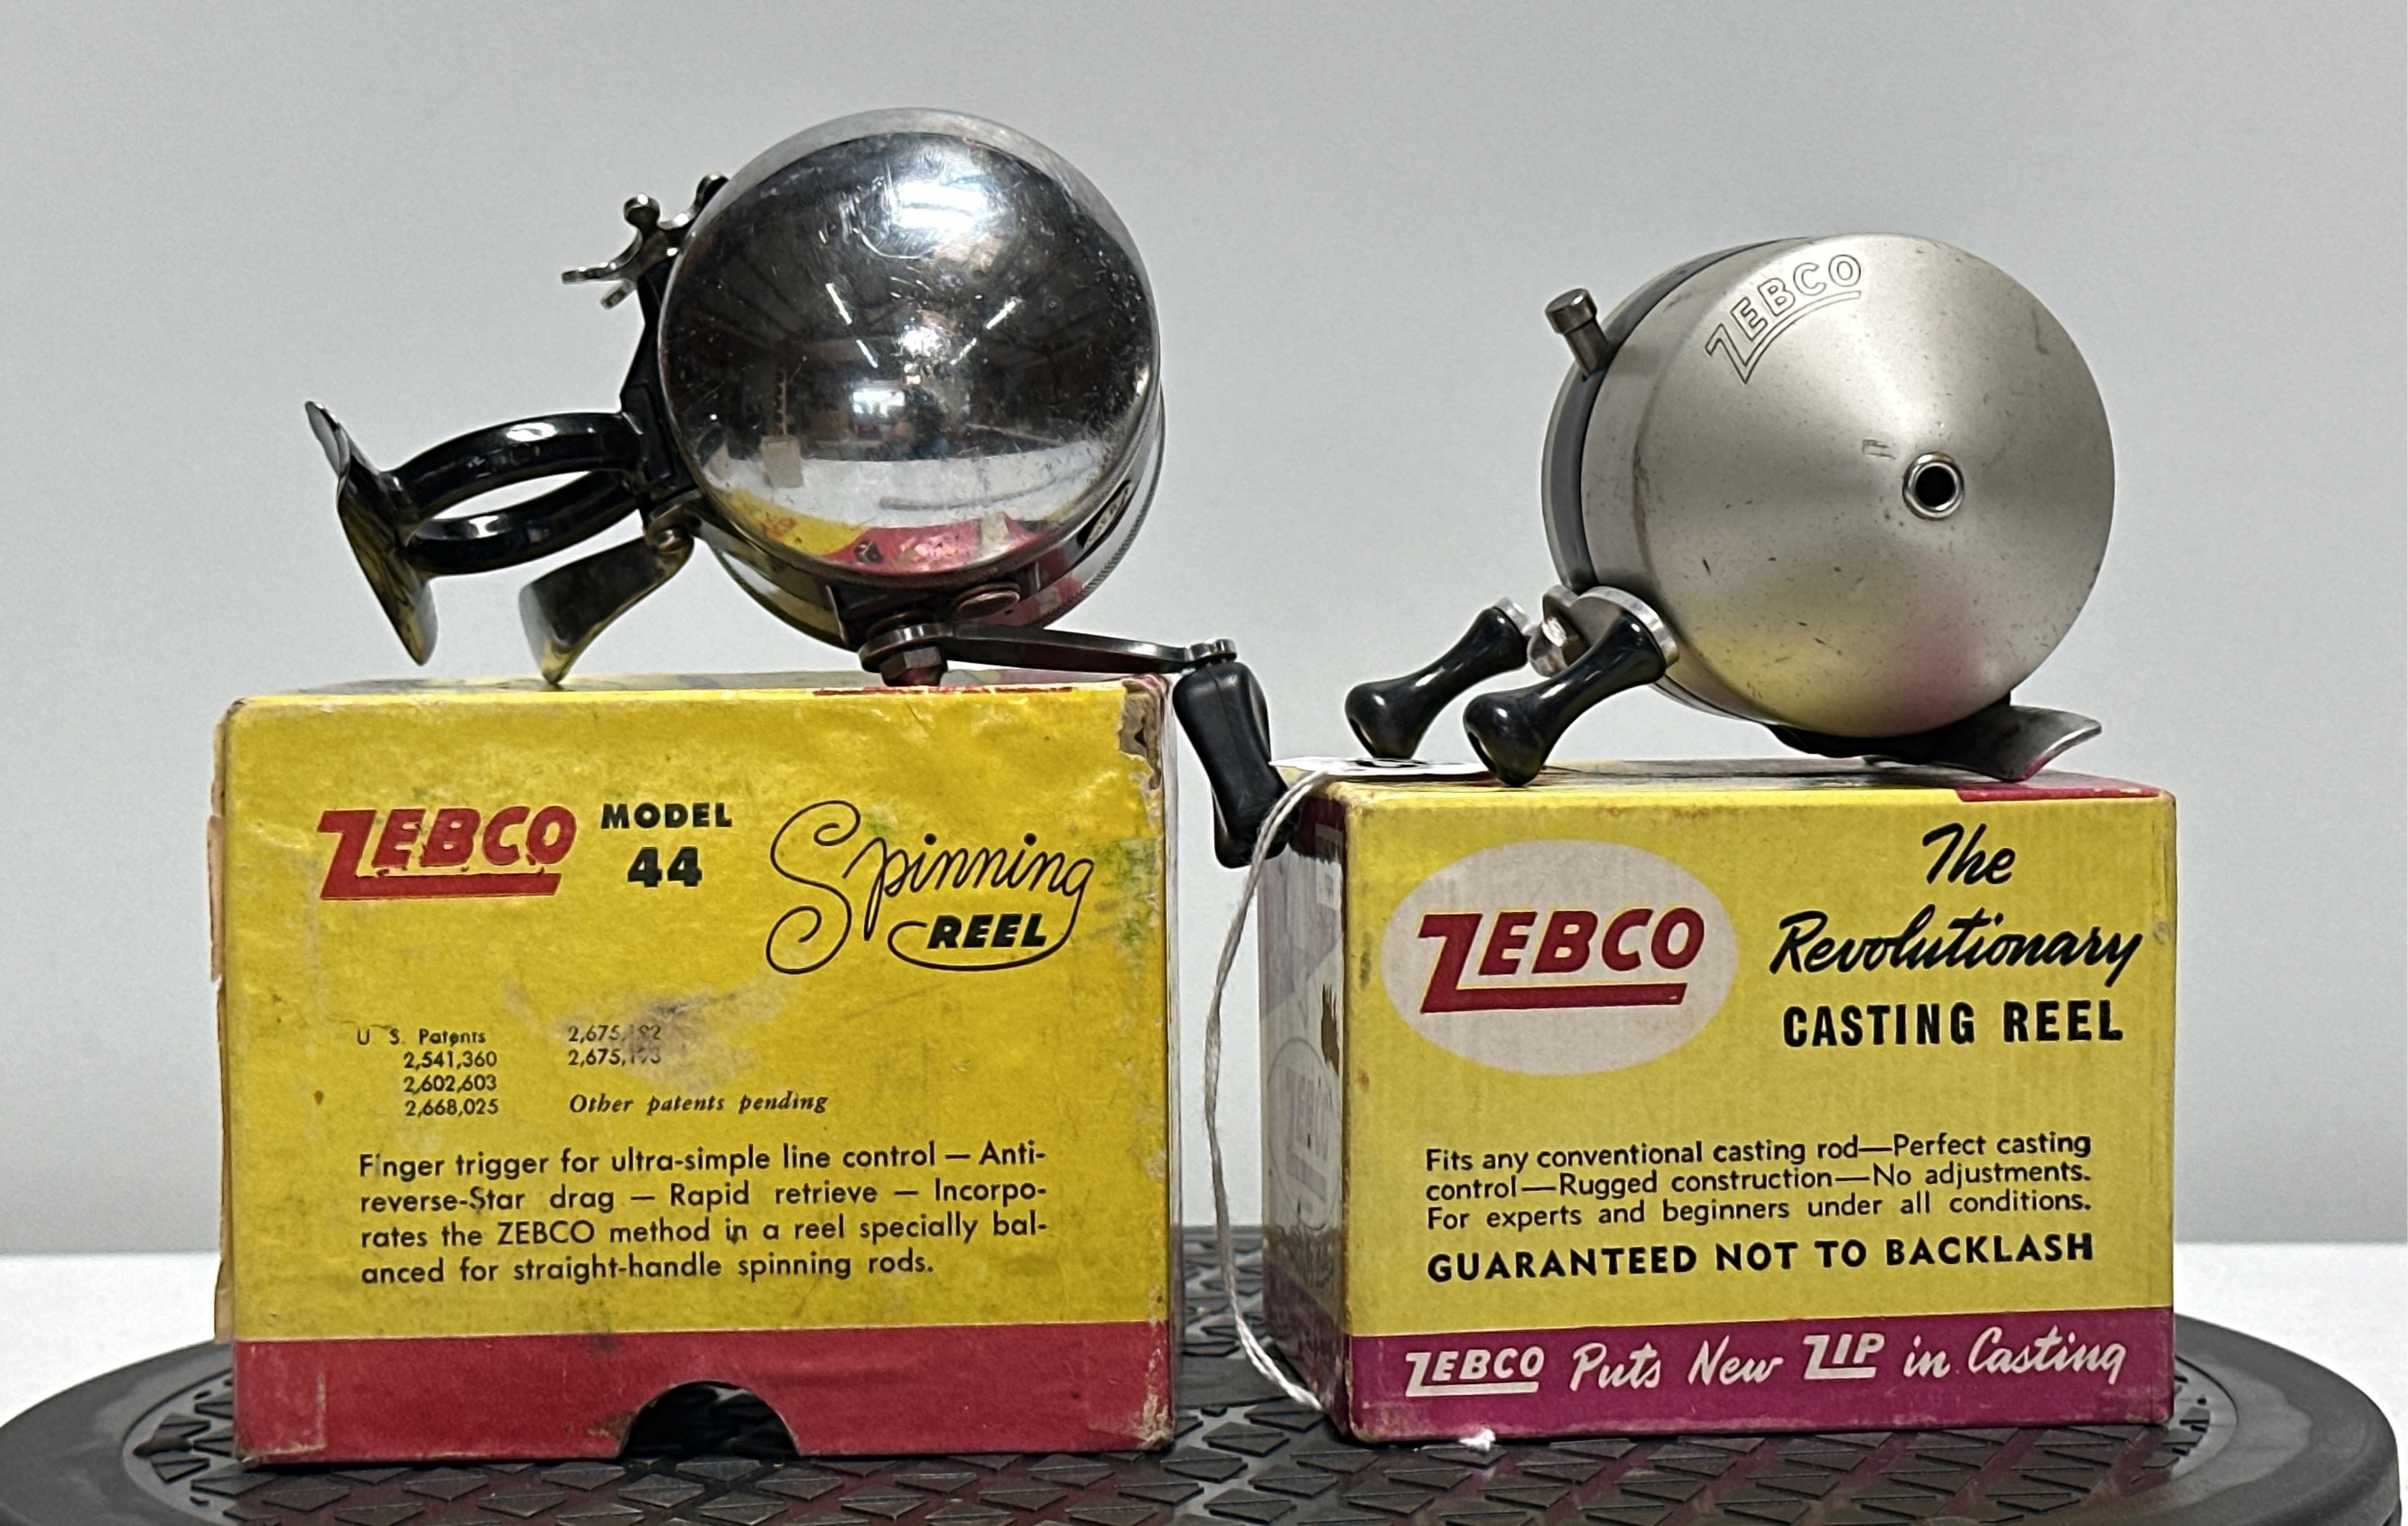 ZEBCO
ZEBCO MODEL 44 Spinning REEL
U S. Patents
2,541,360
2,602,603
2,668,025
2,675,
2,675,
Other patents pending
Finger trigger for ultra-simple line control — Anti-
reverse-Star drag — Rapid retrieve — Incorpo-
rates the ZEBCO method in a reel specially bal-
anced for straight-handle spinning rods.
ZEBCO
The
Revolutionary
CASTING REEL
Fits any conventional casting rod—Perfect casting
control—Rugged construction—No adjustments.
For experts and beginners under all conditions.
GUARANTEED NOT TO BACKLASH
ZEBCO Puts New ZIP in Casting